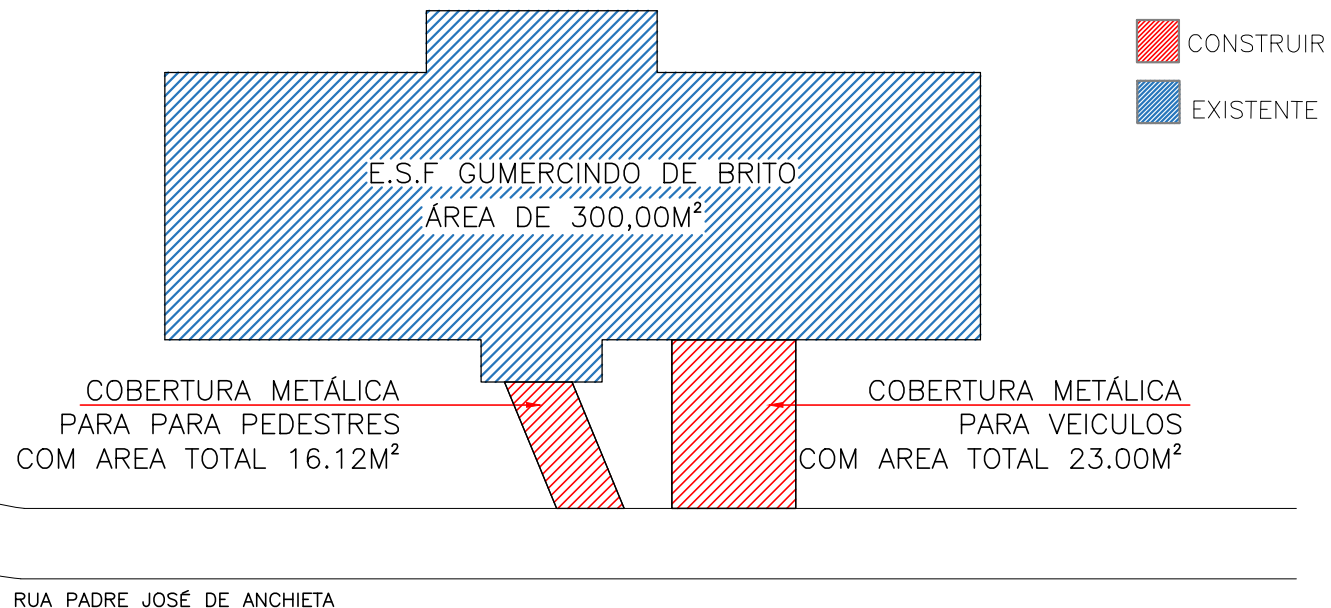 CONSTRUIR
EXISTENTE
E.S.F GUMERCINDO DE BRITO
ÁREA DE 300,00M²
COBERTURA METÁLICA
PARA PARA PEDESTRES
COM AREA TOTAL 16.12M²
COBERTURA METÁLICA
PARA VEICULOS
COM AREA TOTAL 23.00M²
RUA PADRE JOSÉ DE ANCHIETA